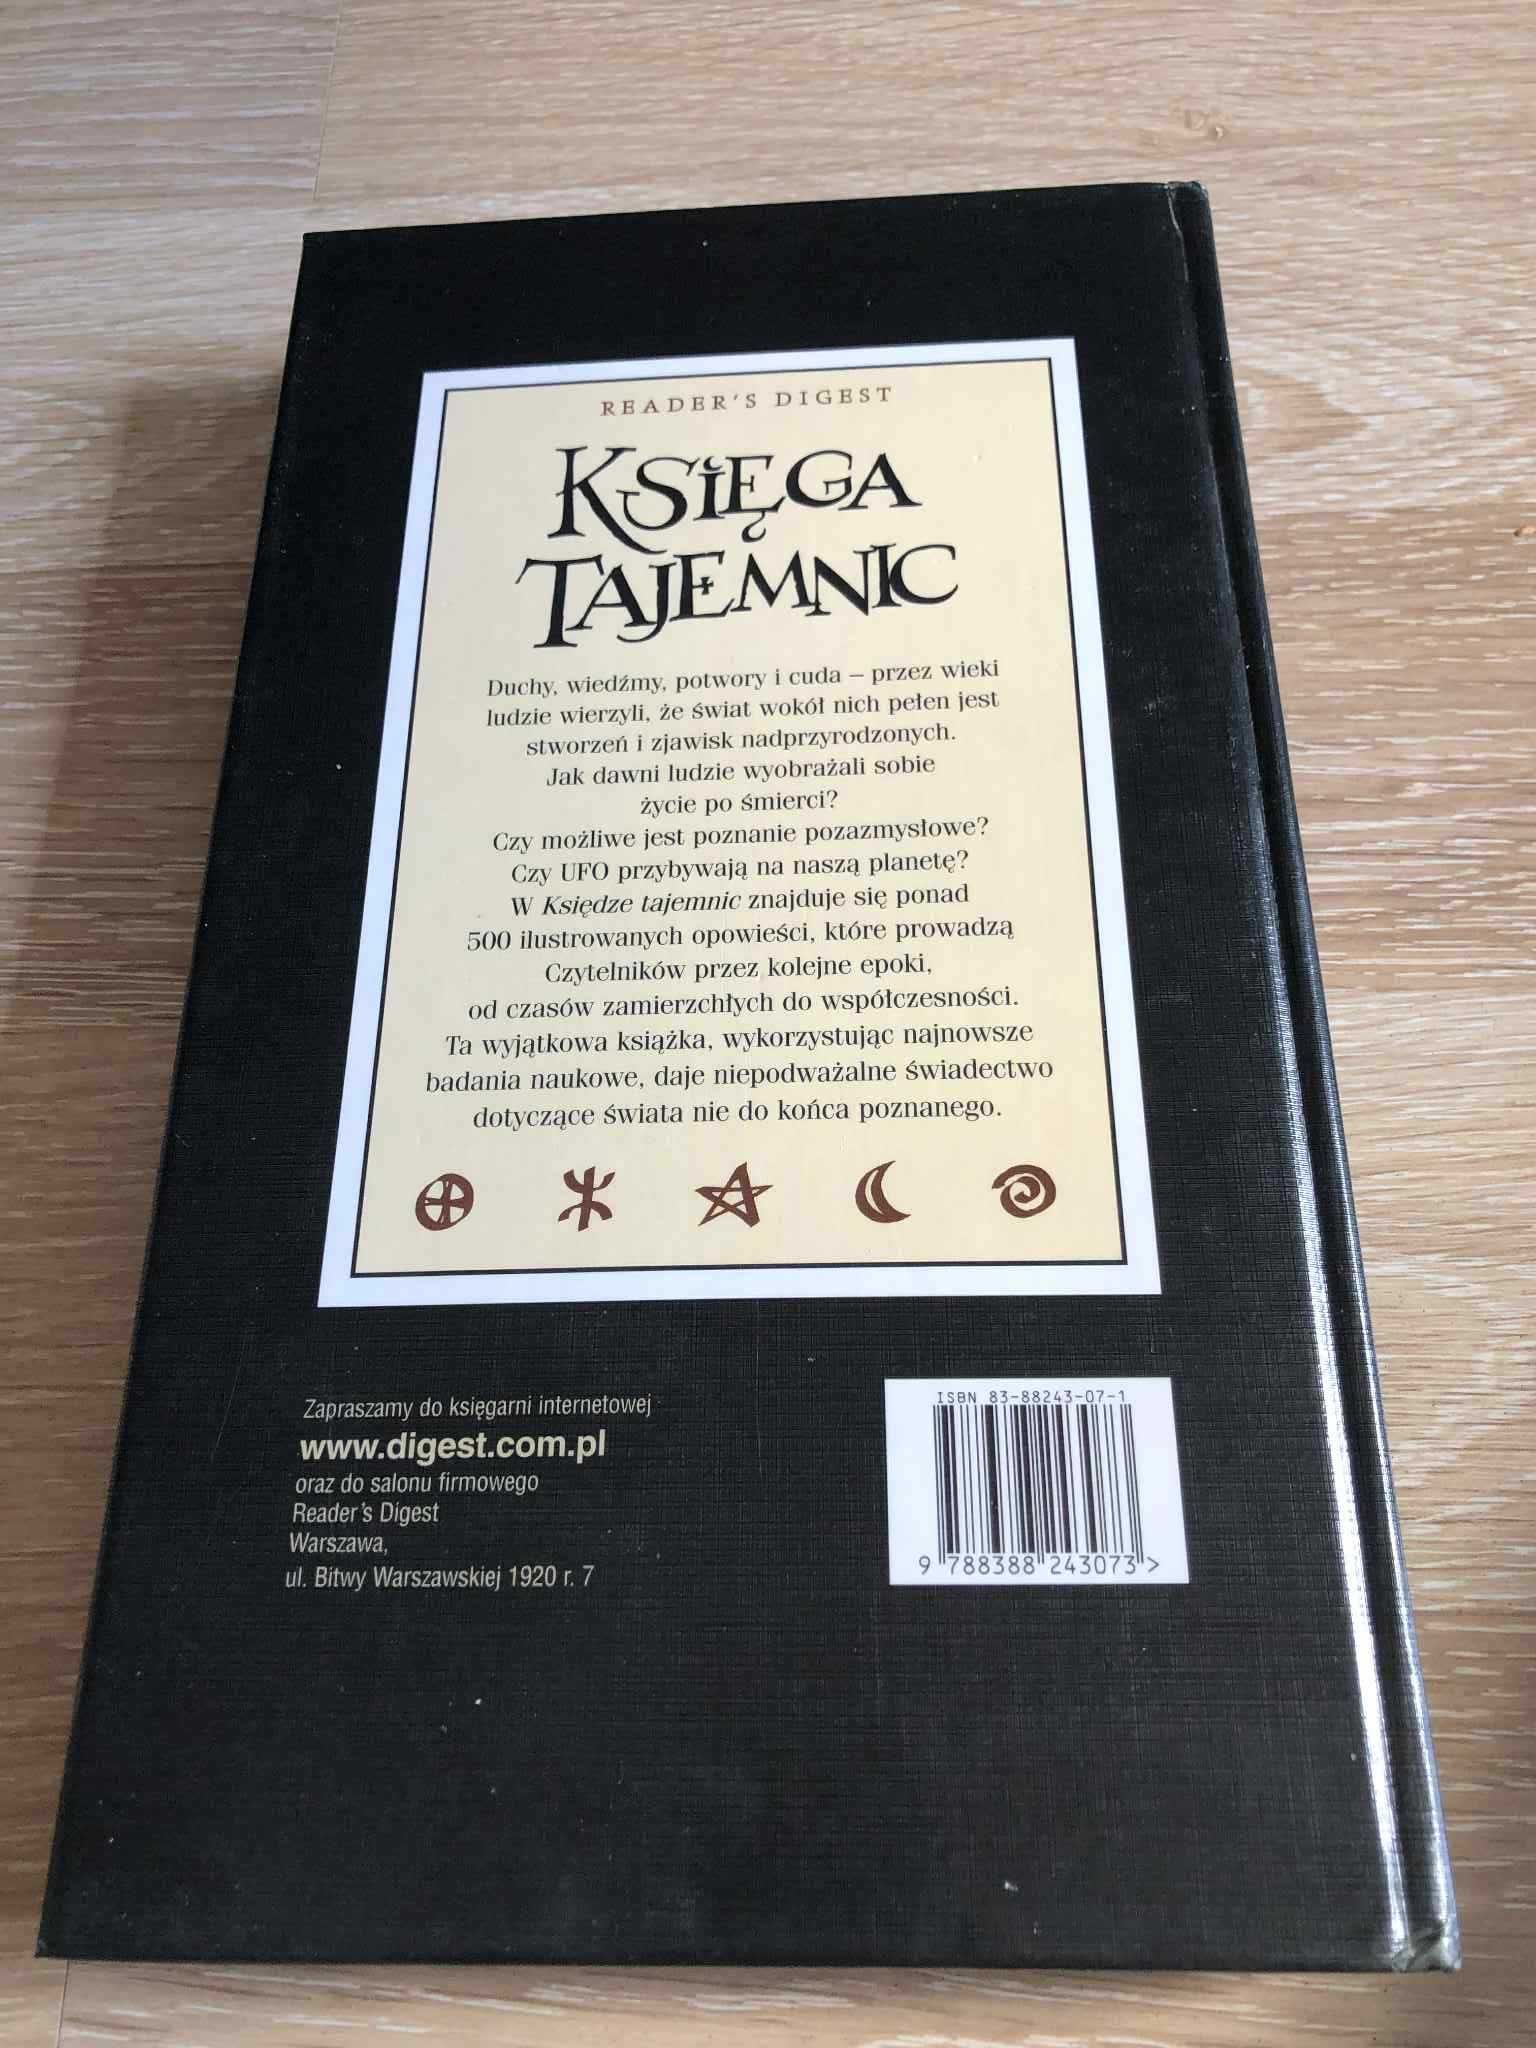 READER'S DIGEST
KSIĘGA
TAJEMNIC
Duchy, wiedźmy, potwory i cuda – przez wieki
ludzie wierzyli, że świat wokół nich pełen jest
stworzeń i zjawisk nadprzyrodzonych.
Jak dawni ludzie wyobrażali sobie
życie po śmierci?
Czy możliwe jest poznanie pozazmysłowe?
Czy UFO przybywają na naszą planetę?
W Księdze tajemnic znajduje się ponad
500 ilustrowanych opowieści, które prowadzą
Czytelników przez kolejne epoki,
od czasów zamierzchłych do współczesności.
Ta wyjątkowa książka, wykorzystując najnowsze
badania naukowe, daje niepodważalne świadectwo
dotyczące świata nie do końca poznanego.
Zapraszamy do księgarni internetowej
www.digest.com.pl
oraz do salonu firmowego
Reader's Digest
Warszawa,
ul. Bitwy Warszawskiej 1920 r. 7
ISBN 83-88243-07-1
9 788388 243073 >